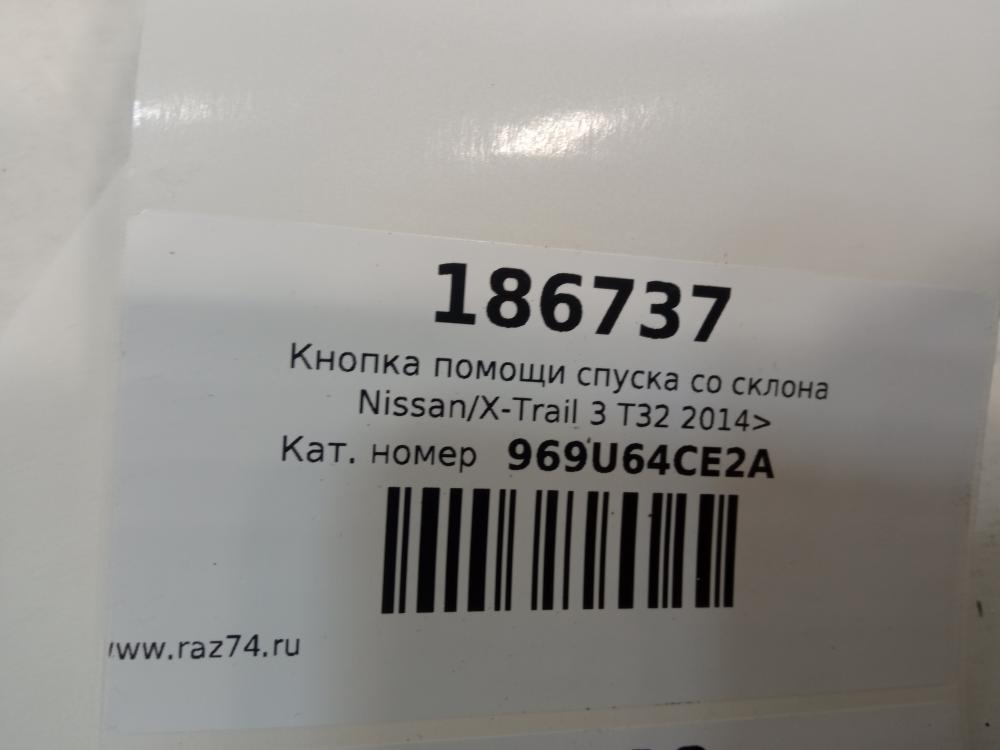 186737
Кнопка помощи спуска со склона
Nissan/X-Trail 3 T32 2014>
Кат. номер 969U64CE2A
www.raz74.ru